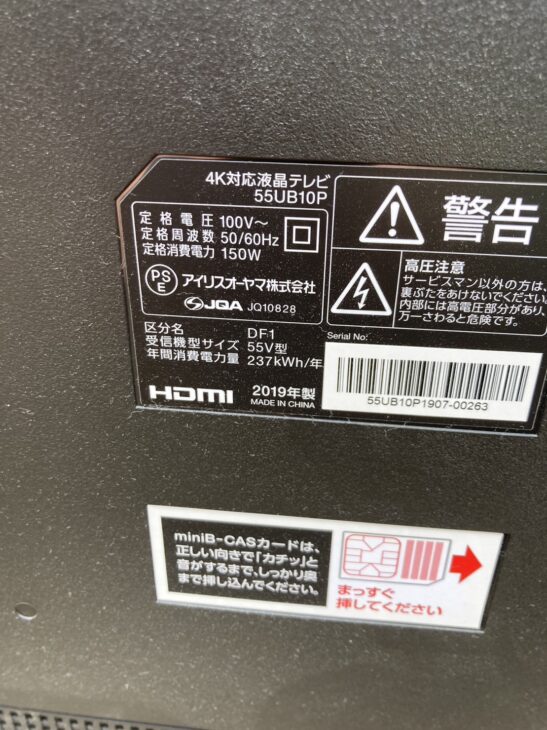 4K対応液晶テレビ
55UB10P
定格電圧 100V～
定格周波数 50/60Hz
定格消費電力 150W
PS
E
アイリスオーヤマ株式会社
JQA JQ10828
区分名 DF1
受信機型サイズ 55V型
年間消費電力量 237kWh/年
HDMI
2019年製
MADE IN CHINA
警告
高圧注意
サービスマン以外の方は、
裏ぶたをあけないでください。
内部には高電圧部分があり、
万一さわると危険です。
Serial No:
55UB10P1907-00263
miniB-CASカードは、
正しい向きで「カチッ」と
音がするまで、しっかり奥
まで挿し込んでください。
まっすぐ
挿してください